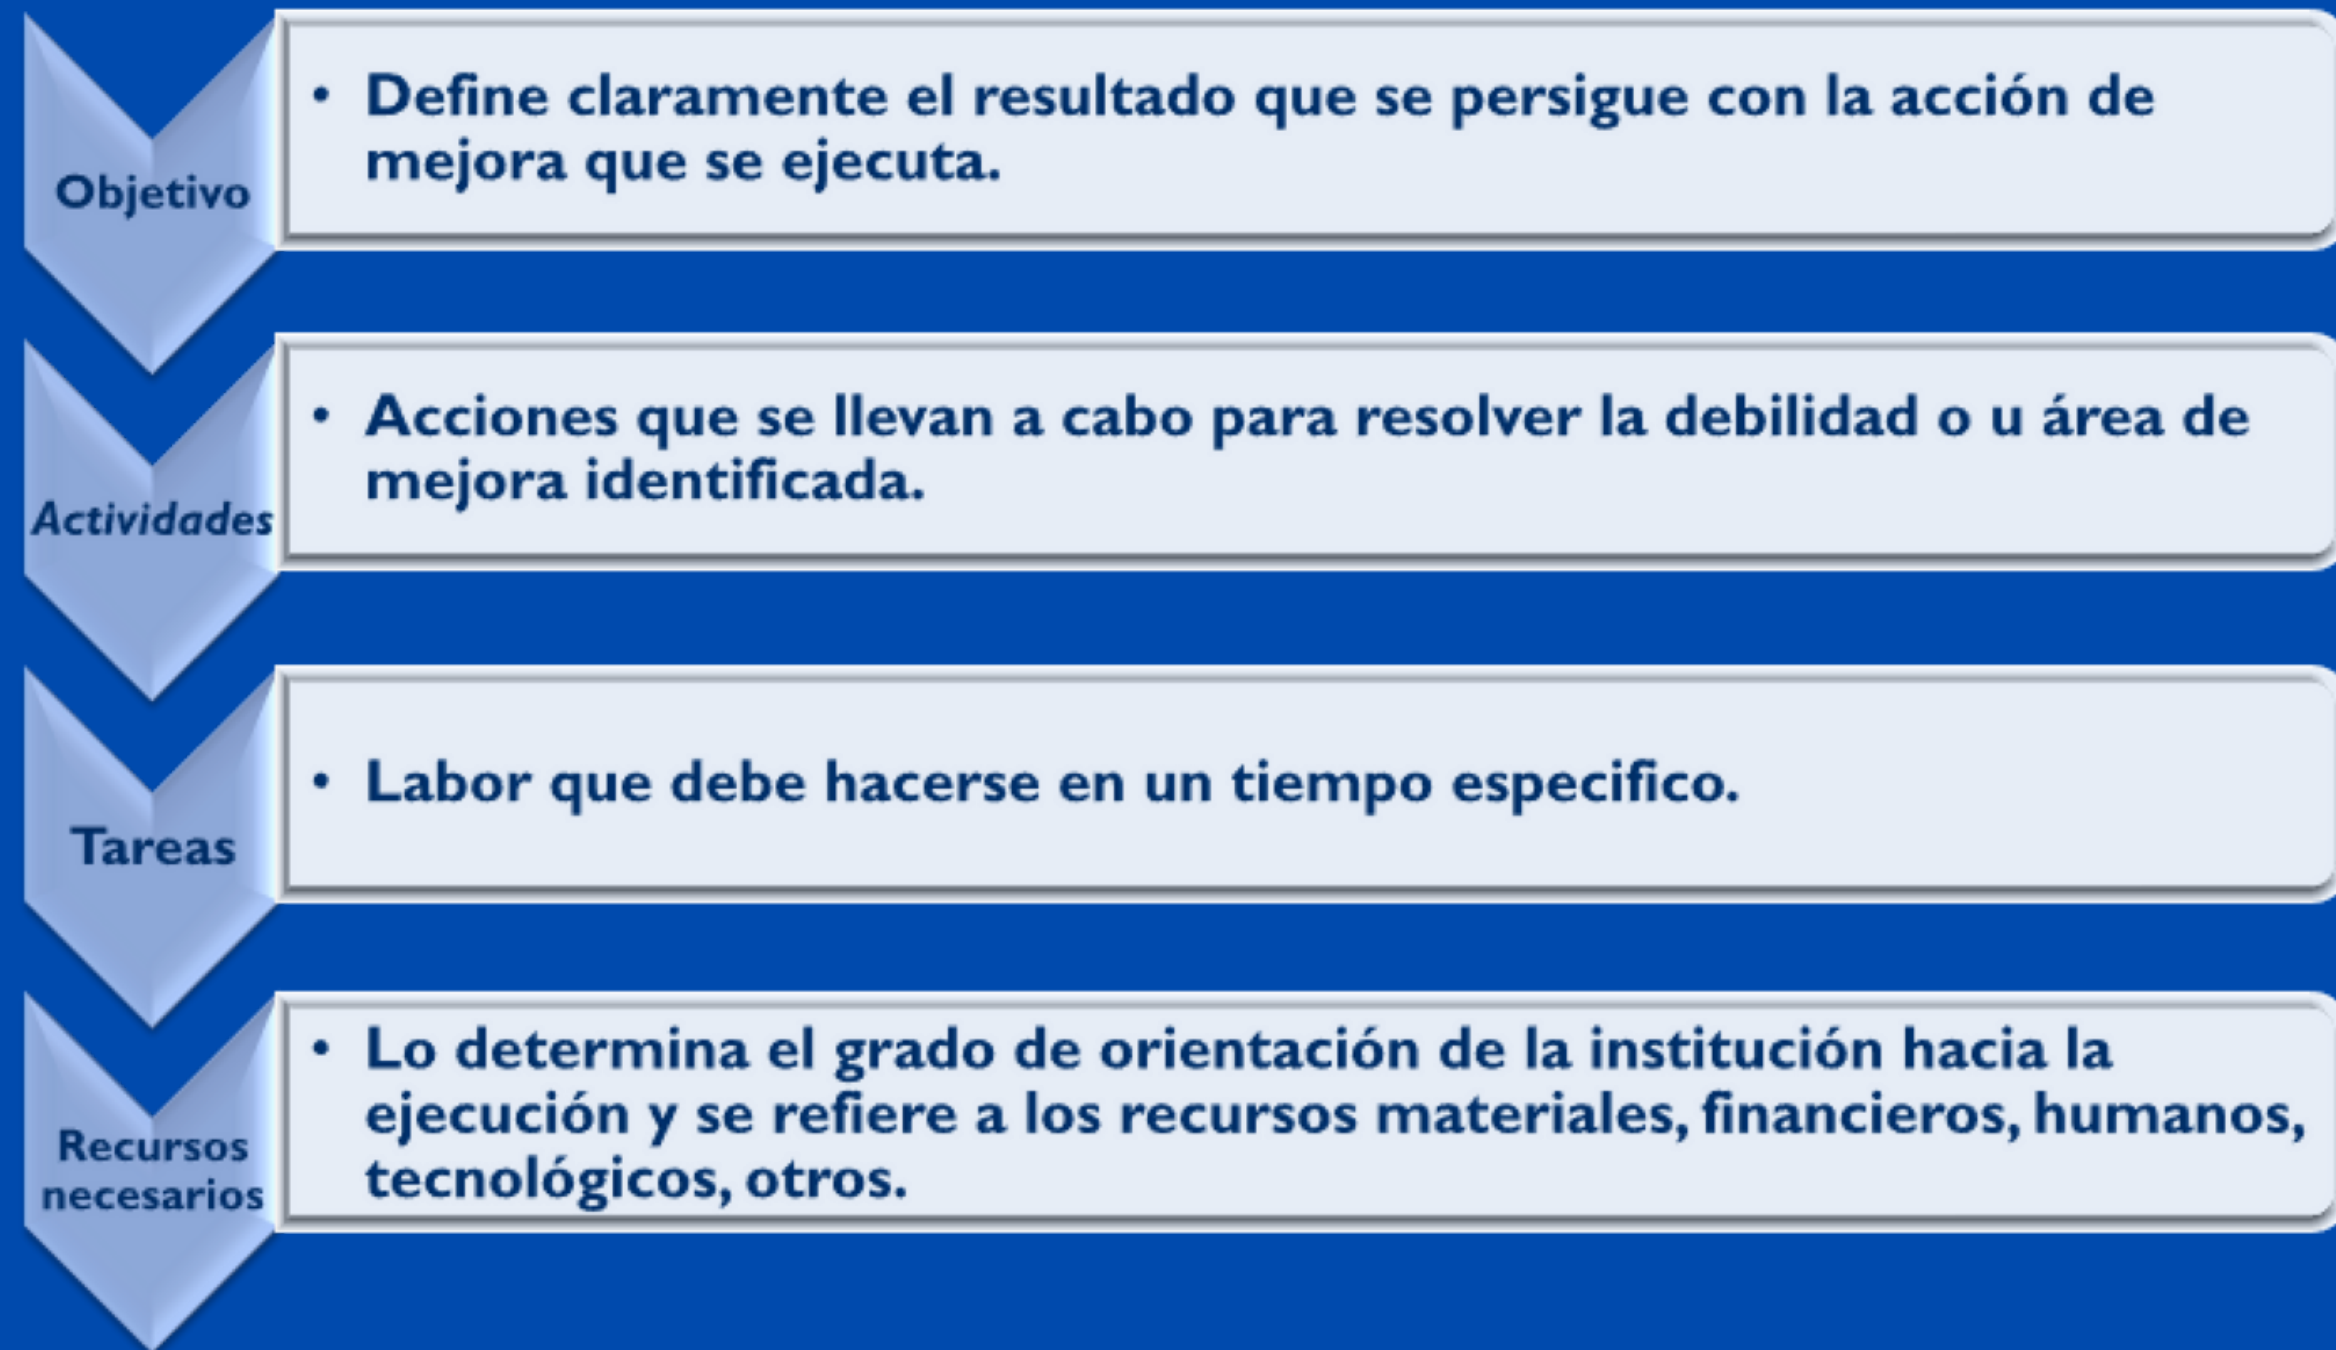 Objetivo
• Define claramente el resultado que se persigue con la acción de
mejora que se ejecuta.
Actividades
• Acciones que se llevan a cabo para resolver la debilidad o u área de
mejora identificada.
Tareas
• Labor que debe hacerse en un tiempo especifico.
Recursos
necesarios
• Lo determina el grado de orientación de la institución hacia la
ejecución y se refiere a los recursos materiales, financieros, humanos,
tecnológicos, otros.